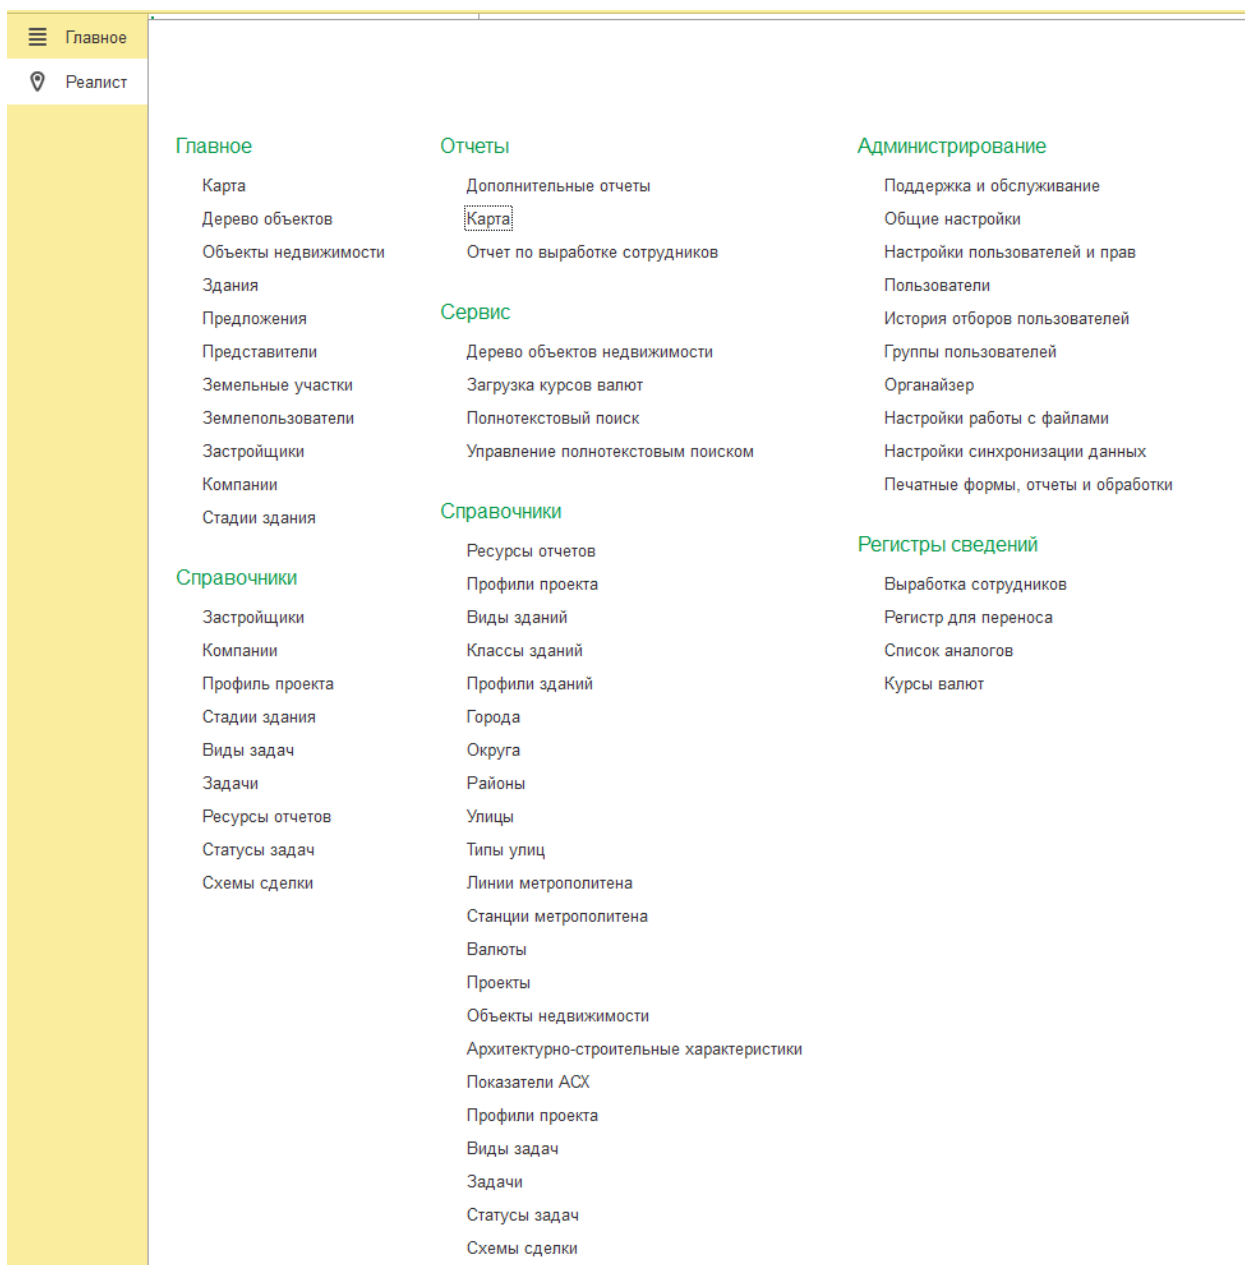 Главное
Реалист
Главное
Карта
Дерево объектов
Объекты недвижимости
Здания
Предложения
Представители
Земельные участки
Землепользователи
Застройщики
Компании
Стадии здания
Справочники
Застройщики
Компании
Профиль проекта
Стадии здания
Виды задач
Задачи
Ресурсы отчетов
Статусы задач
Схемы сделки
Отчеты
Дополнительные отчеты
Карта
Отчет по выработке сотрудников
Сервис
Дерево объектов недвижимости
Загрузка курсов валют
Полнотекстовый поиск
Управление полнотекстовым поиском
Справочники
Ресурсы отчетов
Профили проекта
Виды зданий
Классы зданий
Профили зданий
Города
Округа
Районы
Улицы
Типы улиц
Линии метрополитена
Станции метрополитена
Валюты
Проекты
Объекты недвижимости
Архитектурно-строительные характеристики
Показатели АСХ
Профили проекта
Виды задач
Задачи
Статусы задач
Схемы сделки
Администрирование
Поддержка и обслуживание
Общие настройки
Настройки пользователей и прав
Пользователи
История отборов пользователей
Группы пользователей
Органайзер
Настройки работы с файлами
Настройки синхронизации данных
Печатные формы, отчеты и обработки
Регистры сведений
Выработка сотрудников
Регистр для переноса
Список аналогов
Курсы валют